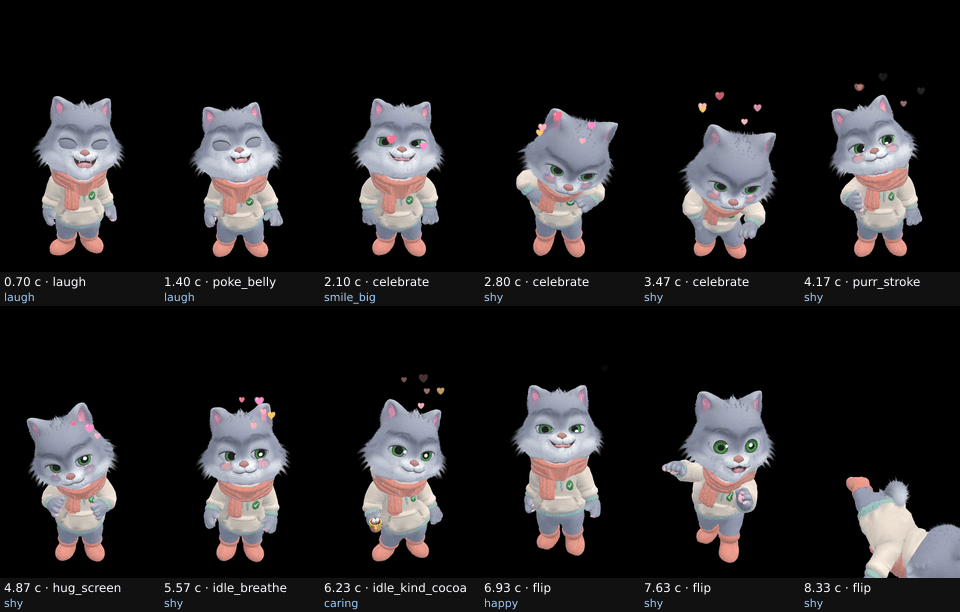 0.70 с · laugh
laugh
1.40 с · poke_belly
laugh
2.10 с · celebrate
smile_big
2.80 с · celebrate
shy
3.47 с · celebrate
shy
4.17 с · purr_stroke
shy
4.87 с · hug_screen
shy
5.57 с · idle_breathe
shy
6.23 с · idle_kind_cocoa
caring
6.93 с · flip
happy
7.63 с · flip
shy
8.33 с · flip
shy